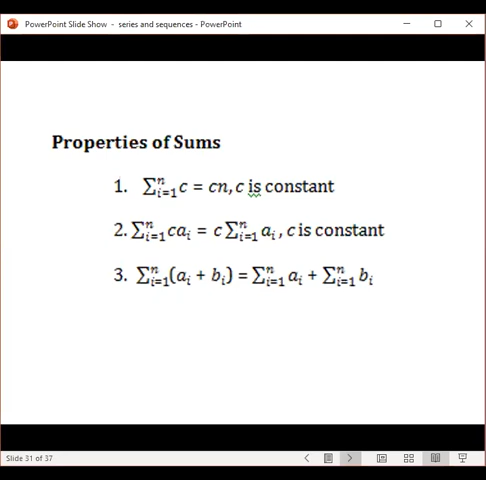 PowerPoint Slide Show - series and sequences - PowerPoint
Properties of Sums
1. ∑ⁿᵢ₌₁ c = cn, c is constant
2. ∑ⁿᵢ₌₁ caᵢ = c ∑ⁿᵢ₌₁ aᵢ , c is constant
3. ∑ⁿᵢ₌₁(aᵢ + bᵢ) = ∑ⁿᵢ₌₁ aᵢ + ∑ⁿᵢ₌₁ bᵢ
Slide 31 of 37